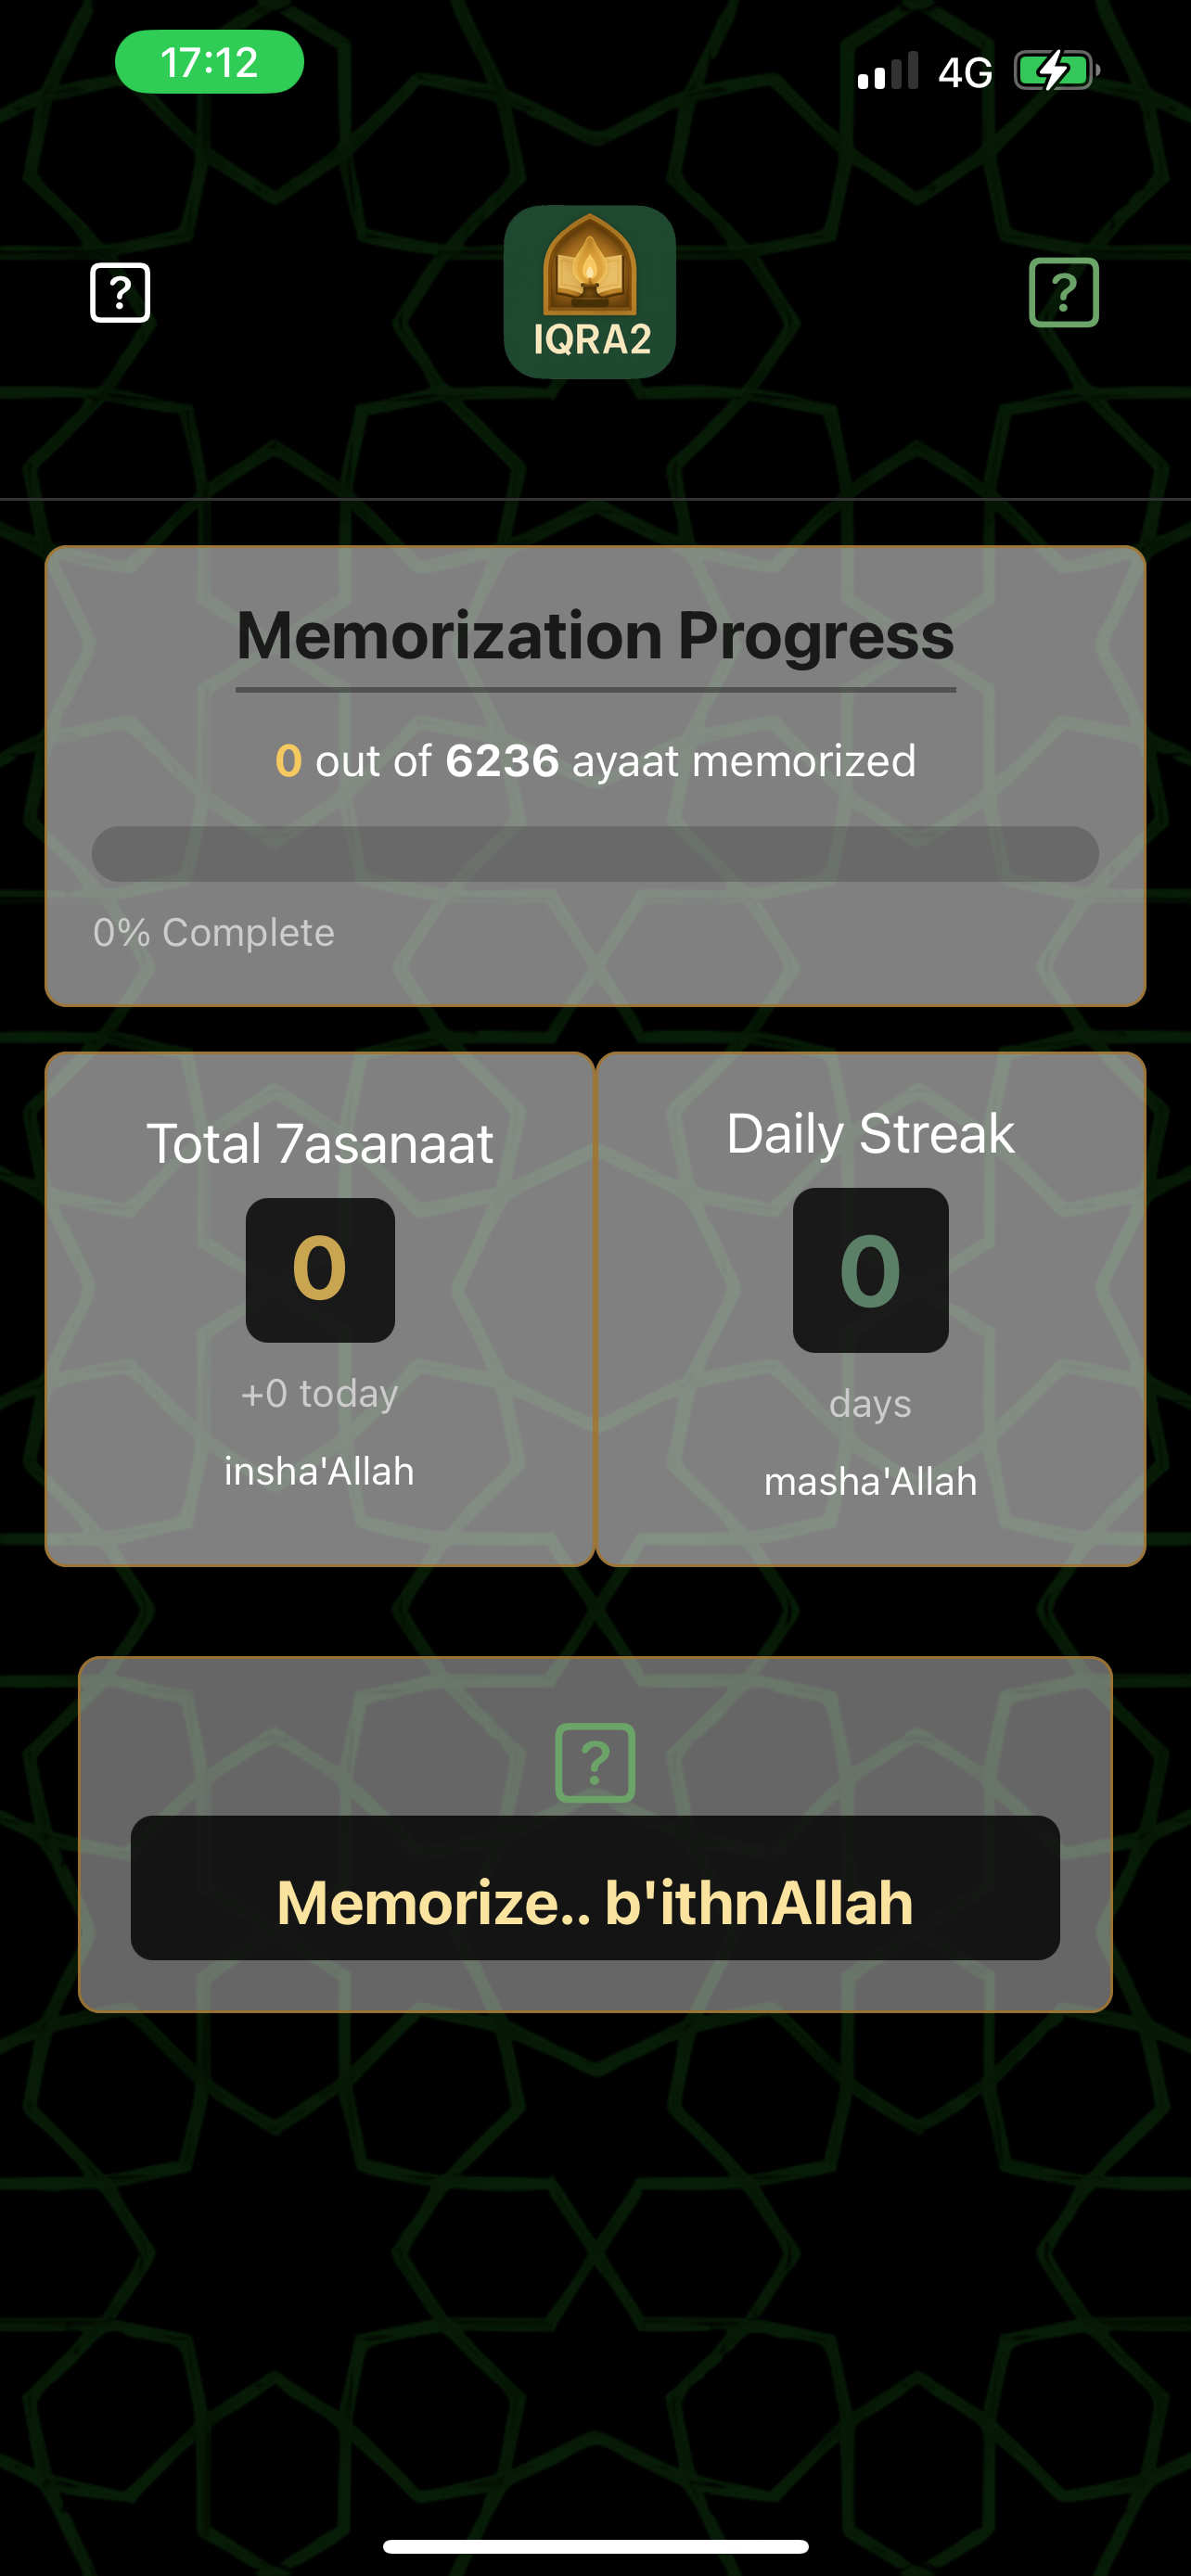 17:12
4G
?
IQRA2
?
Memorization Progress
0 out of 6236 ayaat memorized
0% Complete
Total 7asanaat
0
+0 today
insha'Allah
Daily Streak
0
days
masha'Allah
?
Memorize.. b'ithnAllah